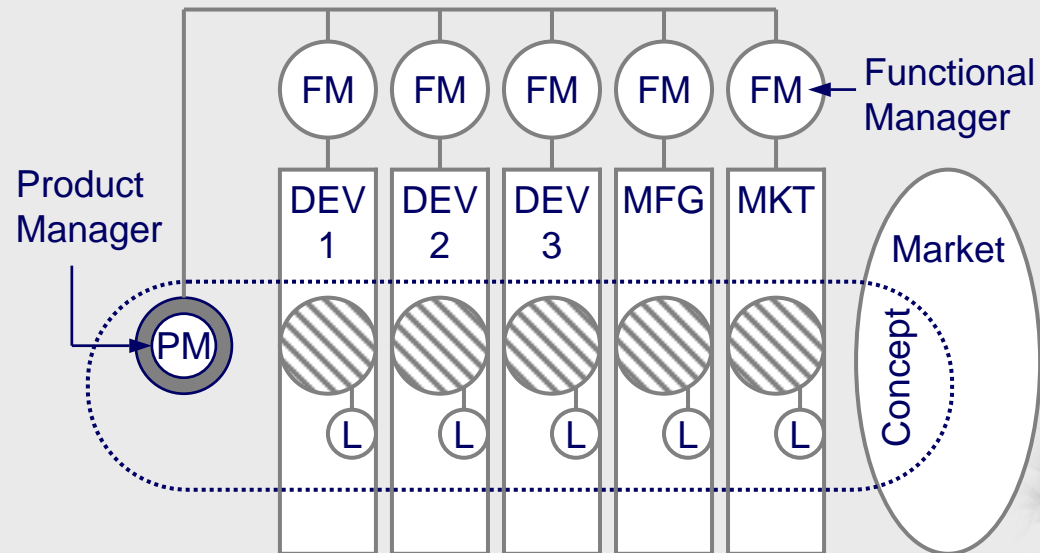 FM FM FM FM FM
Functional
Manager
Product
Manager
DEV
1
DEV
2
DEV
3
MFG
MKT
Market
PM
Concept
L L L L L